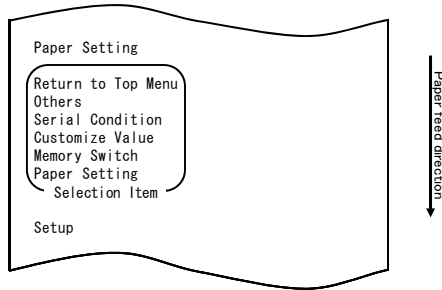 Paper Setting
Return to Top Menu
Others
Serial Condition
Customize Value
Memory Switch
Paper Setting
Selection Item
Setup
Paper feed direction